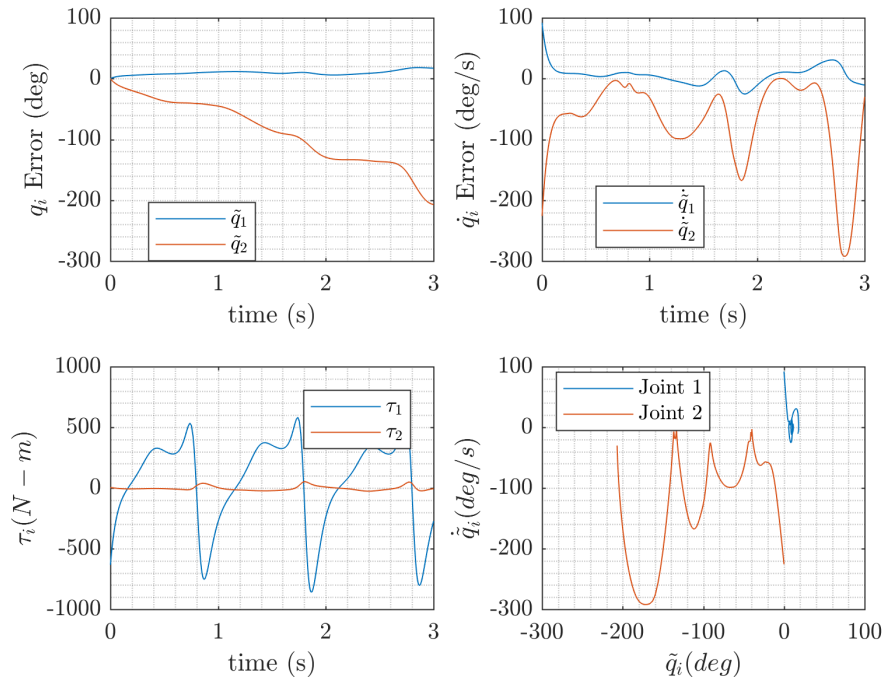 100
0
-100
-200
-300
q_i Error (deg)
q̃_1
q̃_2
0 1 2 3
time (s)
100
0
-100
-200
-300
q̇_i Error (deg/s)
q̃̇_1
q̃̇_2
0 1 2 3
time (s)
1000
500
0
-500
-1000
τ_i(N − m)
τ_1
τ_2
0 1 2 3
time (s)
100
0
-100
-200
-300
q̃̇_i(deg/s)
Joint 1
Joint 2
-300 -200 -100 0 100
q̃_i(deg)